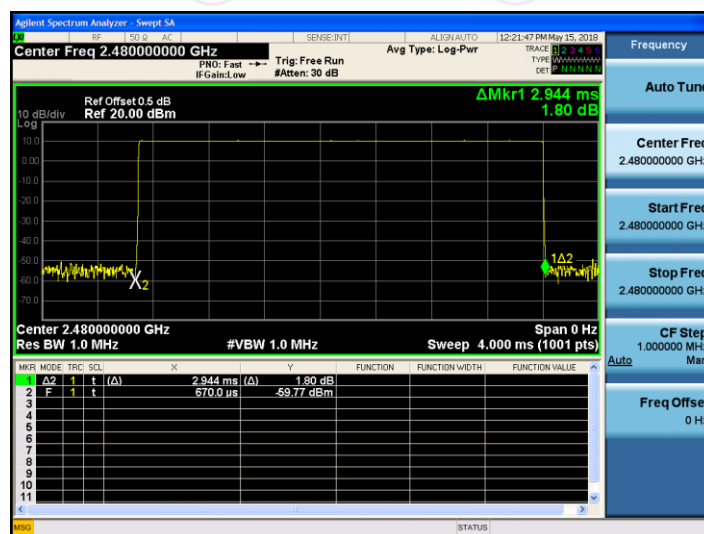 Agilent Spectrum Analyzer - Swept SA
RF 50 Ω AC SENSE:INT ALIGN AUTO 12:21:47 PM May 15, 2018
Center Freq 2.480000000 GHz
PNO: Fast
IFGain:Low
Trig: Free Run
#Atten: 30 dB
Avg Type: Log-Pwr
TRACE 1 2 3 4 5 6
TYPE
DET P N N N N N
Frequency
Auto Tune
Center Freq
2.480000000 GHz
Start Freq
2.480000000 GHz
Stop Freq
2.480000000 GHz
CF Step
1.000000 MHz
Auto Man
Freq Offset
0 Hz
Ref Offset 0.5 dB
10 dB/div Ref 20.00 dBm
Log
ΔMkr1 2.944 ms
1.80 dB
10.0
0.00
-10.0
-20.0
-30.0
-40.0
-50.0
-60.0
-70.0
1Δ2
2
Center 2.480000000 GHz Span 0 Hz
Res BW 1.0 MHz #VBW 1.0 MHz Sweep 4.000 ms (1001 pts)
MKR MODE TRC SCL X Y FUNCTION FUNCTION WIDTH FUNCTION VALUE
1 Δ2 1 t (Δ) 2.944 ms (Δ) 1.80 dB
2 F 1 t 670.0 µs -59.77 dBm
3
4
5
6
7
8
9
10
11
MSG STATUS